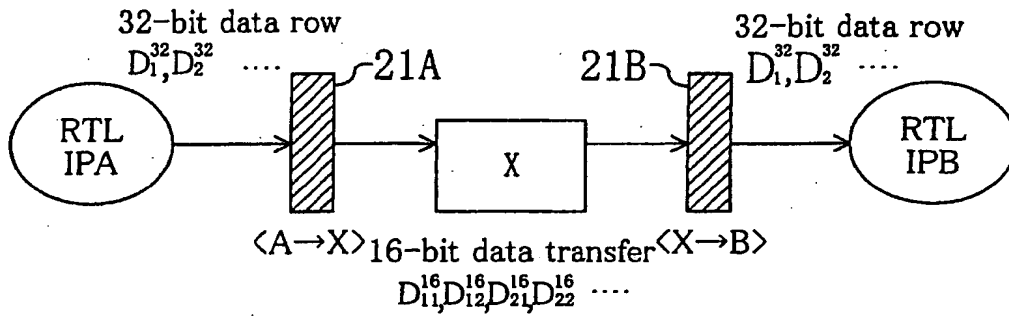 32-bit data row
D₁³²,D₂³² ‥‥
32-bit data row
D₁³²,D₂³² ‥‥
21A
21B
RTL
IPA
X
RTL
IPB
<A→X>
16-bit data transfer
<X→B>
D₁₁¹⁶,D₁₂¹⁶,D₂₁¹⁶,D₂₂¹⁶ ‥‥